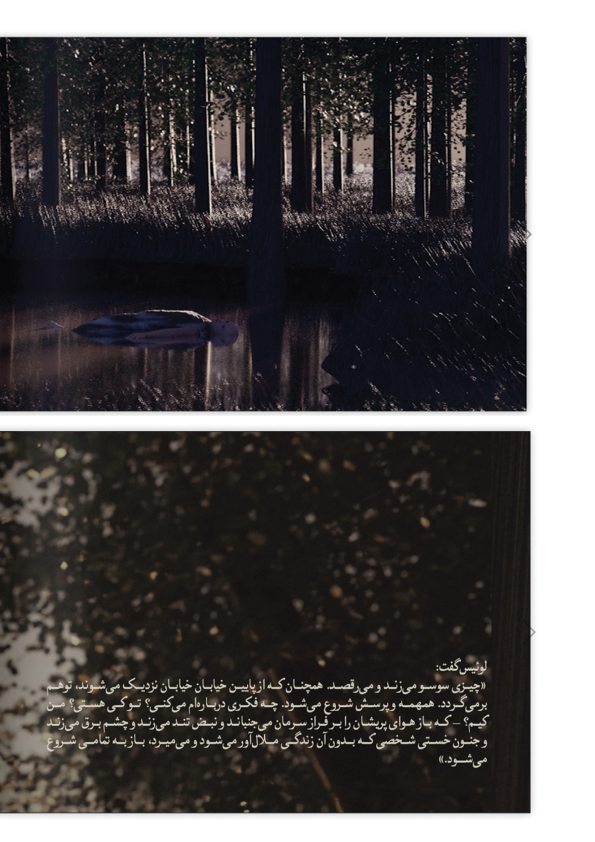 لوئیس گفت:
«چیزی سوسو می‌زند و می‌رقصد. همچنان که از پایین خیابان خیابان نزدیک می‌شوند، توهم
برمی‌گردد. همهمه و پرسش شروع می‌شود. چه فکری درباره‌ام می‌کنی؟ تو کی هستی؟ من
کیم؟ – که باز هوای پریشان را بر فراز سرمان می‌جنباند و نبض تند می‌زند و چشم برق می‌زند
و جنون خستی شخصی که بدون آن زندگی ملال‌آور می‌شود و می‌میرد، باز به تمامی شروع
می‌شود.»